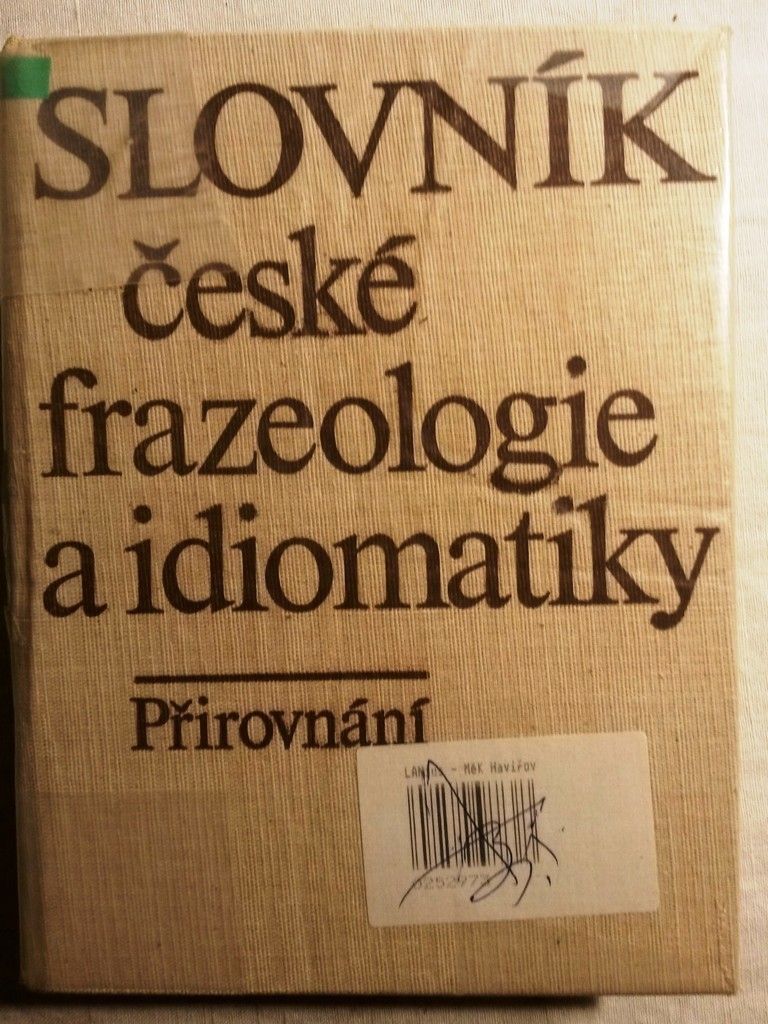 SLOVNÍK
české
frazeologie
a idiomatiky
Přirovnání
- MěK Havířov